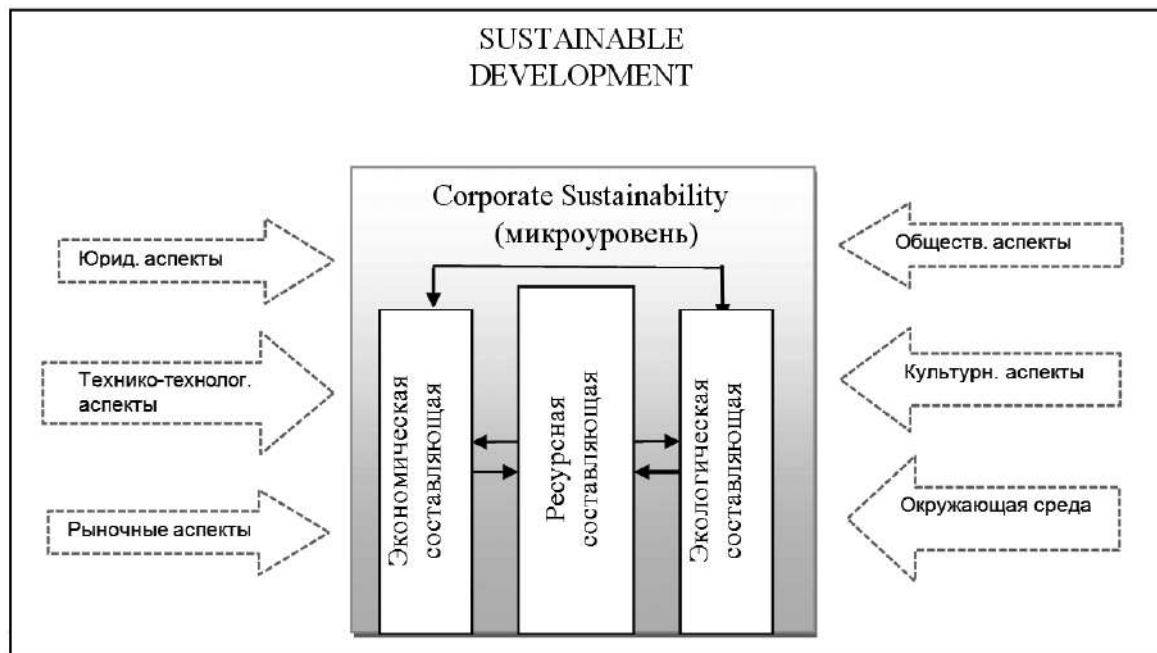 SUSTAINABLE
DEVELOPMENT
Corporate Sustainability
(микроуровень)
Юрид. аспекты
Технико-технолог.
аспекты
Рыночные аспекты
Экономическая
составляющая
Ресурсная
составляющая
Экологическая
составляющая
Обществ. аспекты
Культурн. аспекты
Окружающая среда